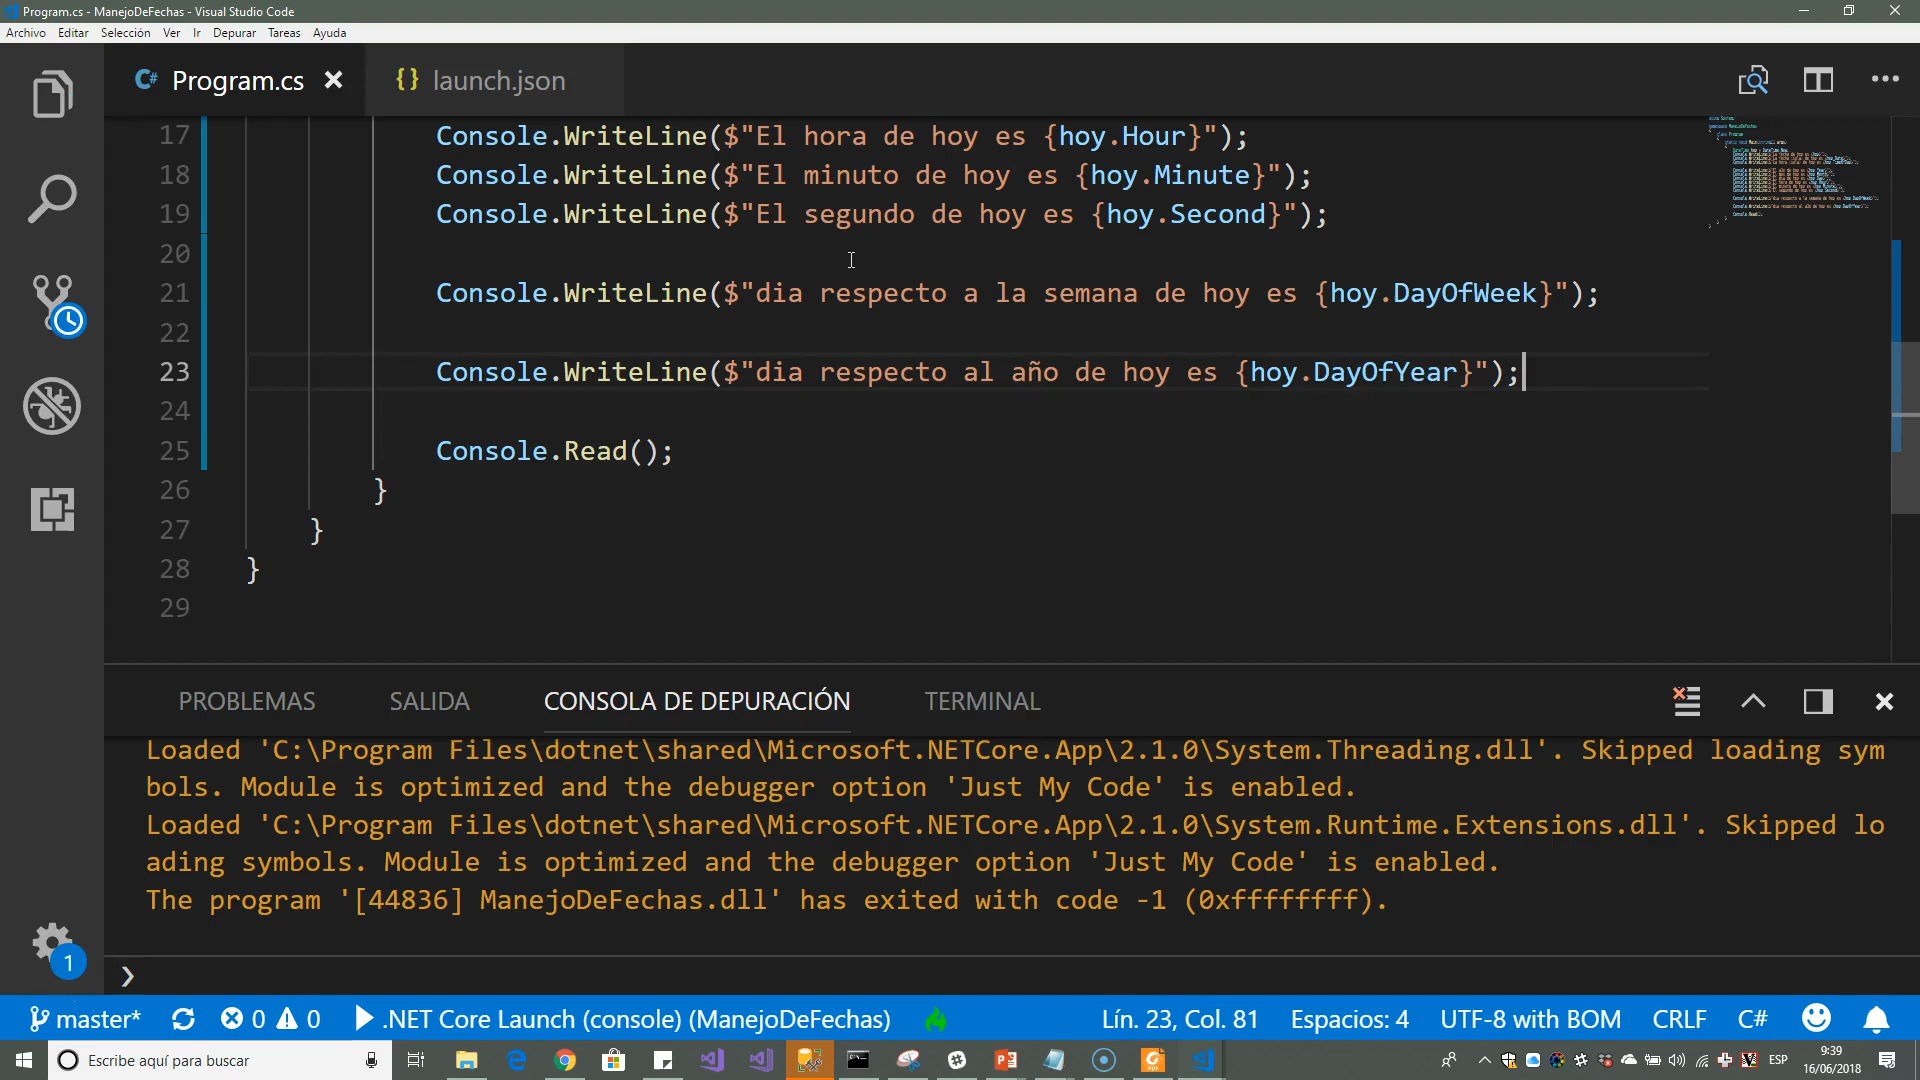 Program.cs - ManejoDeFechas - Visual Studio Code
Archivo Editar Selección Ver Ir Depurar Tareas Ayuda
C# Program.cs {} launch.json
17 Console.WriteLine($"El hora de hoy es {hoy.Hour}");
18 Console.WriteLine($"El minuto de hoy es {hoy.Minute}");
19 Console.WriteLine($"El segundo de hoy es {hoy.Second}");
20
21 Console.WriteLine($"dia respecto a la semana de hoy es {hoy.DayOfWeek}");
22
23 Console.WriteLine($"dia respecto al año de hoy es {hoy.DayOfYear}");
24
25 Console.Read();
26 }
27 }
28 }
29
PROBLEMAS SALIDA CONSOLA DE DEPURACIÓN TERMINAL
Loaded 'C:\Program Files\dotnet\shared\Microsoft.NETCore.App\2.1.0\System.Threading.dll'. Skipped loading sym
bols. Module is optimized and the debugger option 'Just My Code' is enabled.
Loaded 'C:\Program Files\dotnet\shared\Microsoft.NETCore.App\2.1.0\System.Runtime.Extensions.dll'. Skipped lo
ading symbols. Module is optimized and the debugger option 'Just My Code' is enabled.
The program '[44836] ManejoDeFechas.dll' has exited with code -1 (0xffffffff).
1
master* 0 0 .NET Core Launch (console) (ManejoDeFechas) Lín. 23, Col. 81 Espacios: 4 UTF-8 with BOM CRLF C#
Escribe aquí para buscar
ESP
9:39
16/06/2018